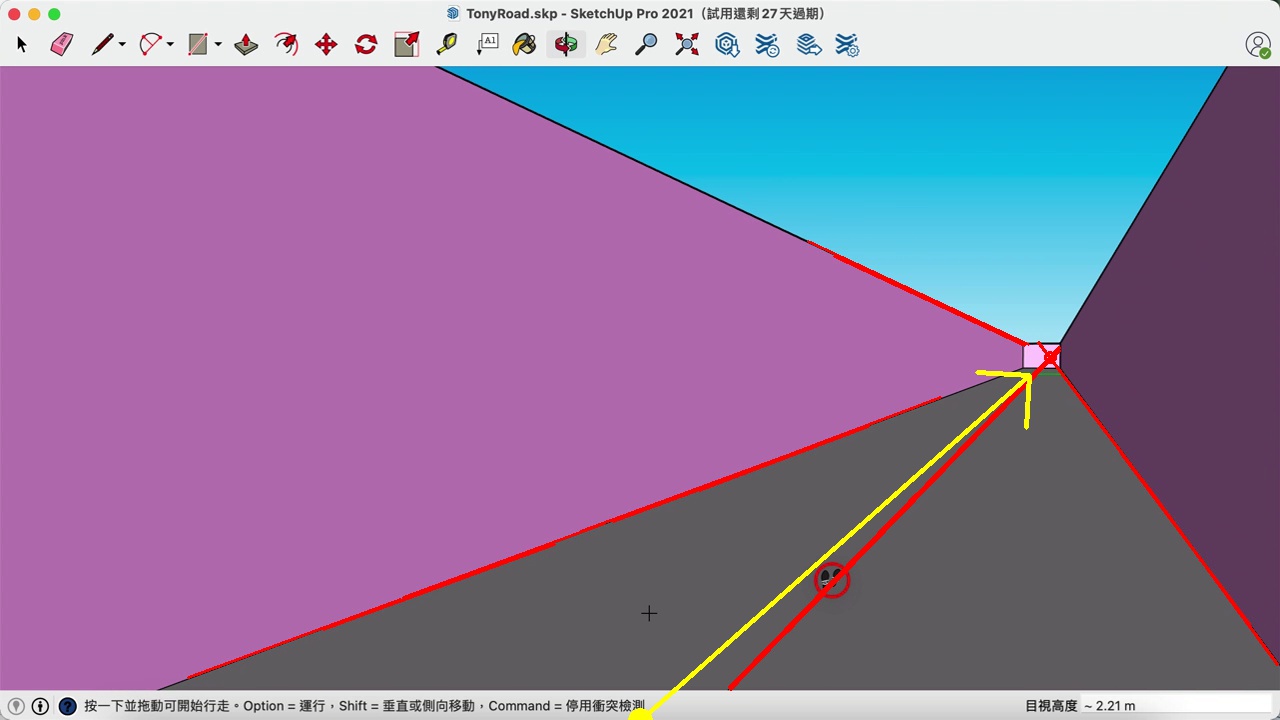 TonyRoad.skp - SketchUp Pro 2021（試用還剩 27 天過期）
A1
按一下並拖動可開始行走。Option = 運行，Shift = 垂直或側向移動，Command = 停用衝突檢測
目視高度 ~ 2.21 m